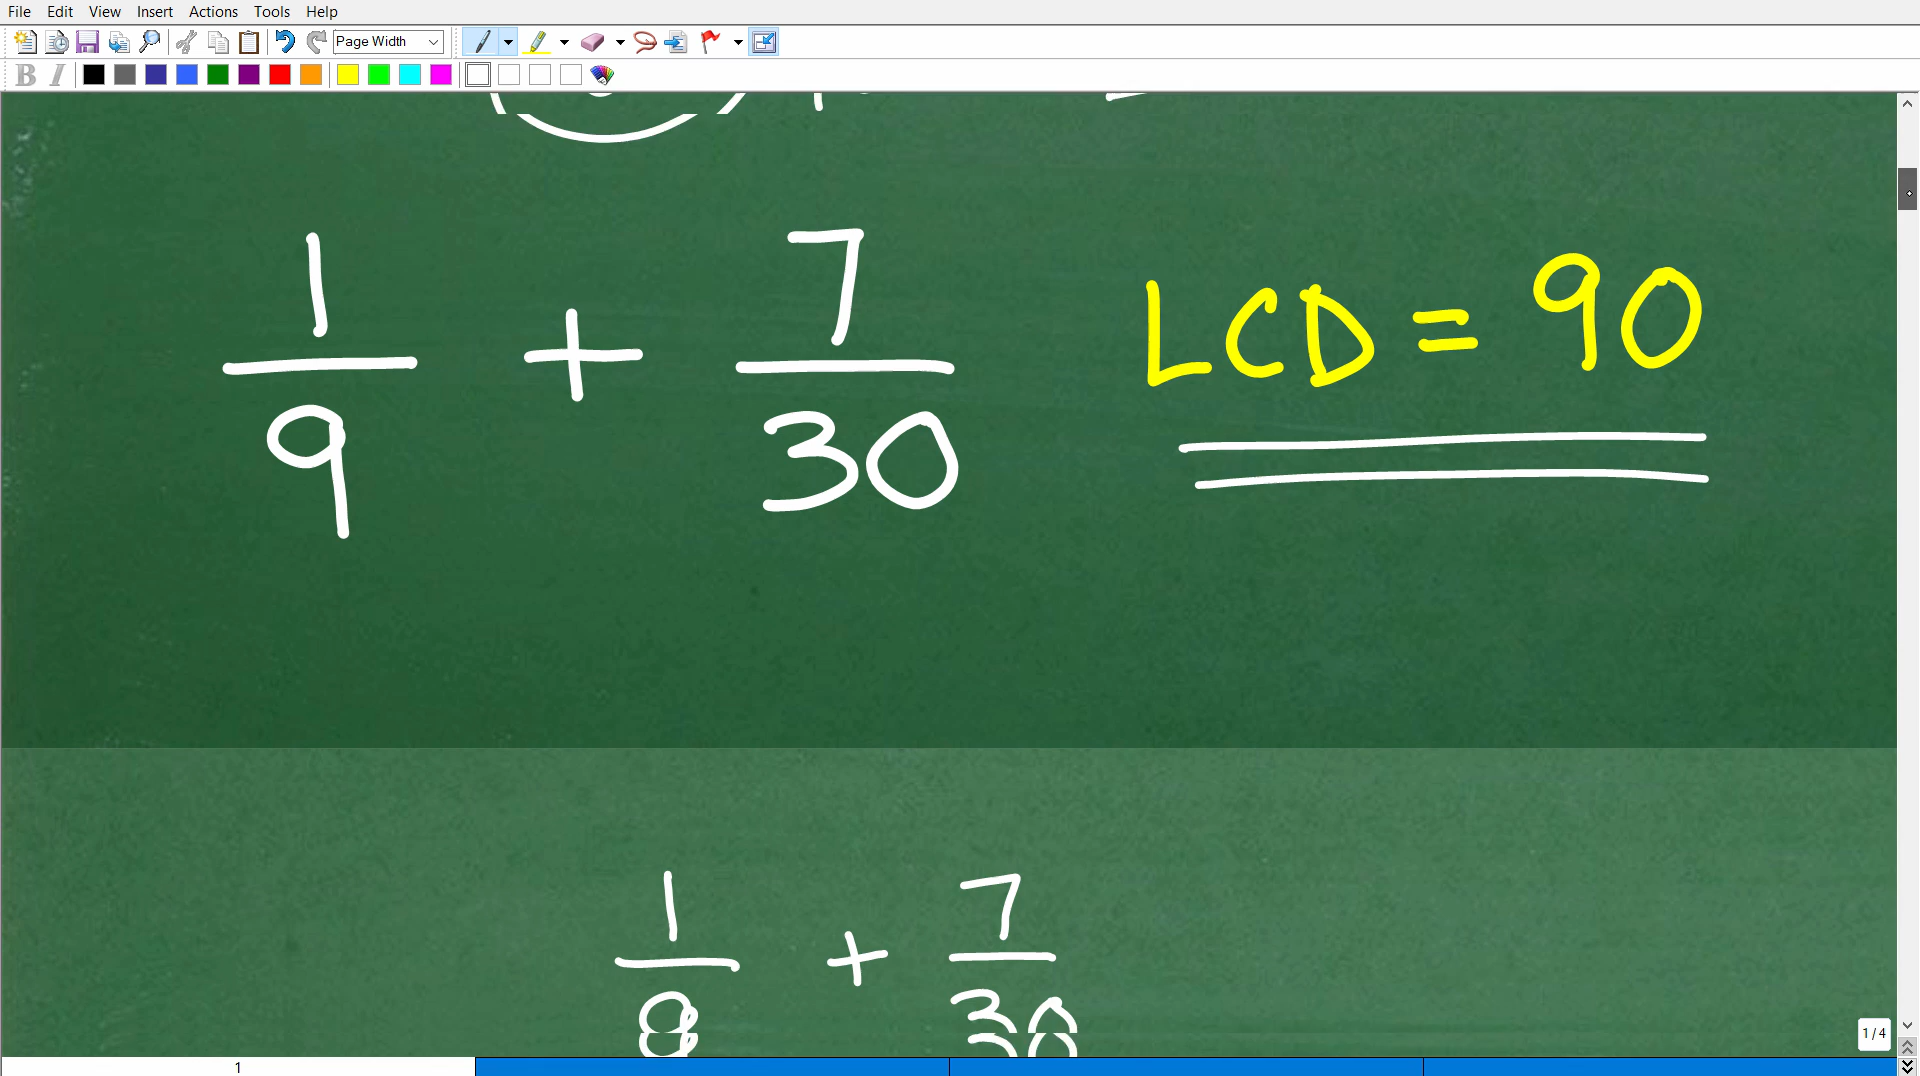 File Edit View Insert Actions Tools Help
Page Width
B I
1/9 + 7/30 LCD = 90
1 + 7
30
1/4
1